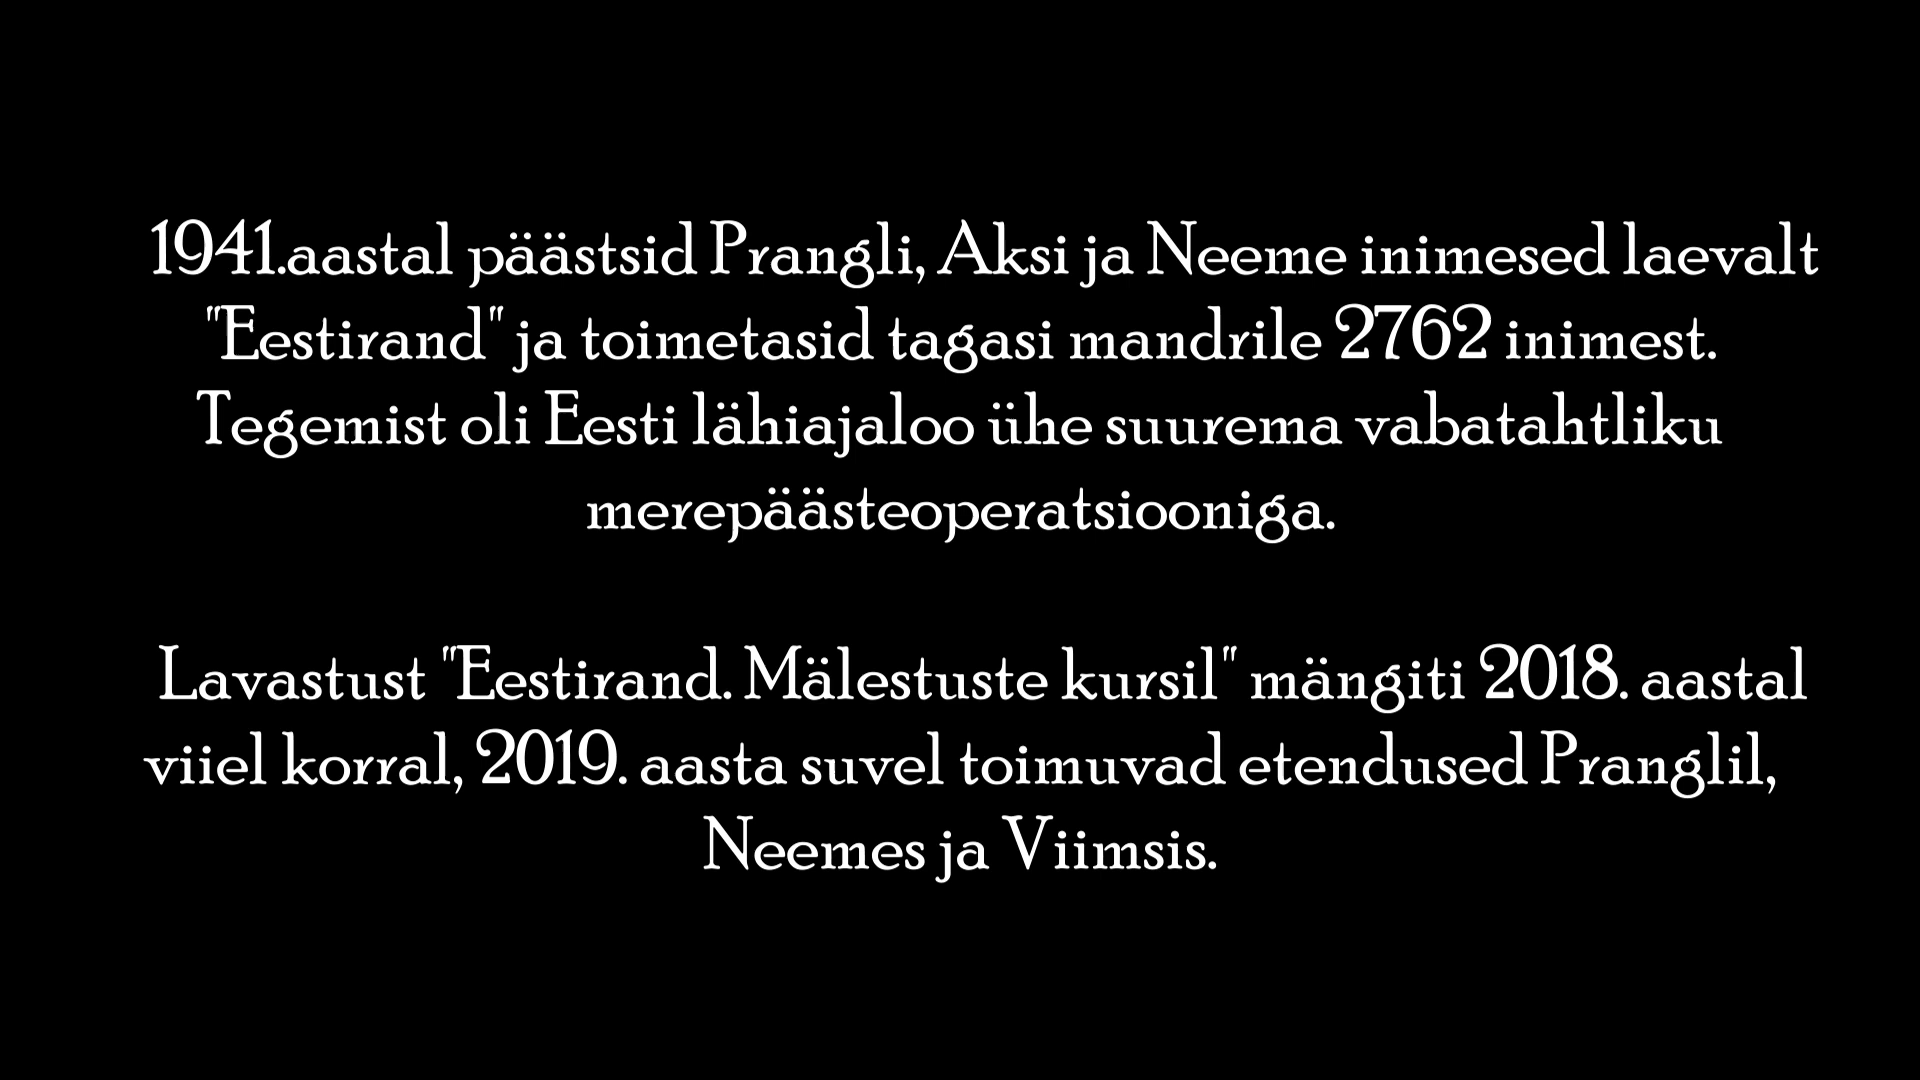 1941.aastal päästsid Prangli, Aksi ja Neeme inimesed laevalt
"Eestirand" ja toimetasid tagasi mandrile 2762 inimest.
Tegemist oli Eesti lähiajaloo ühe suurema vabatahtliku
merepäästeoperatsiooniga.
Lavastust "Eestirand. Mälestuste kursil" mängiti 2018. aastal
viiel korral, 2019. aasta suvel toimuvad etendused Pranglil,
Neemes ja Viimsis.